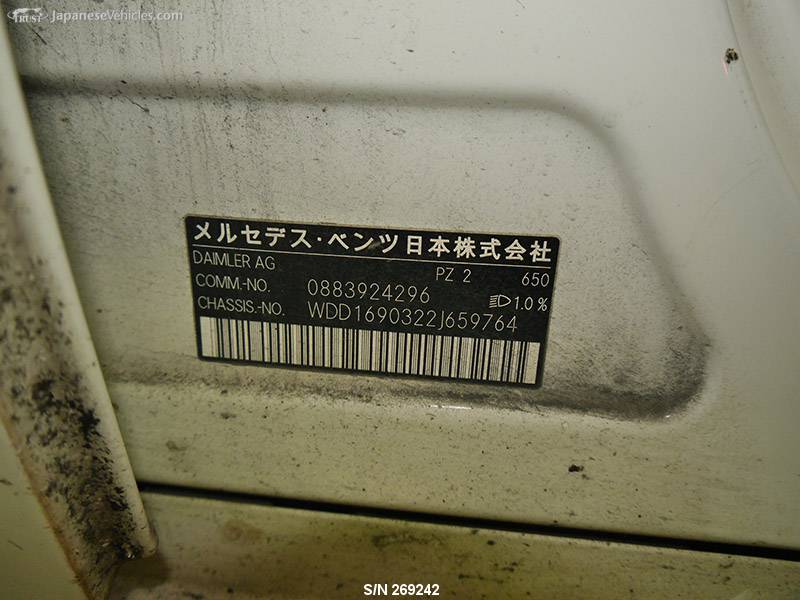 TRUST JapaneseVehicles.com
メルセデス・ベンツ日本株式会社
DAIMLER AG PZ 2 650
COMM.-NO. 0883924296 1.0%
CHASSIS.-NO. WDD1690322J659764
S/N 269242